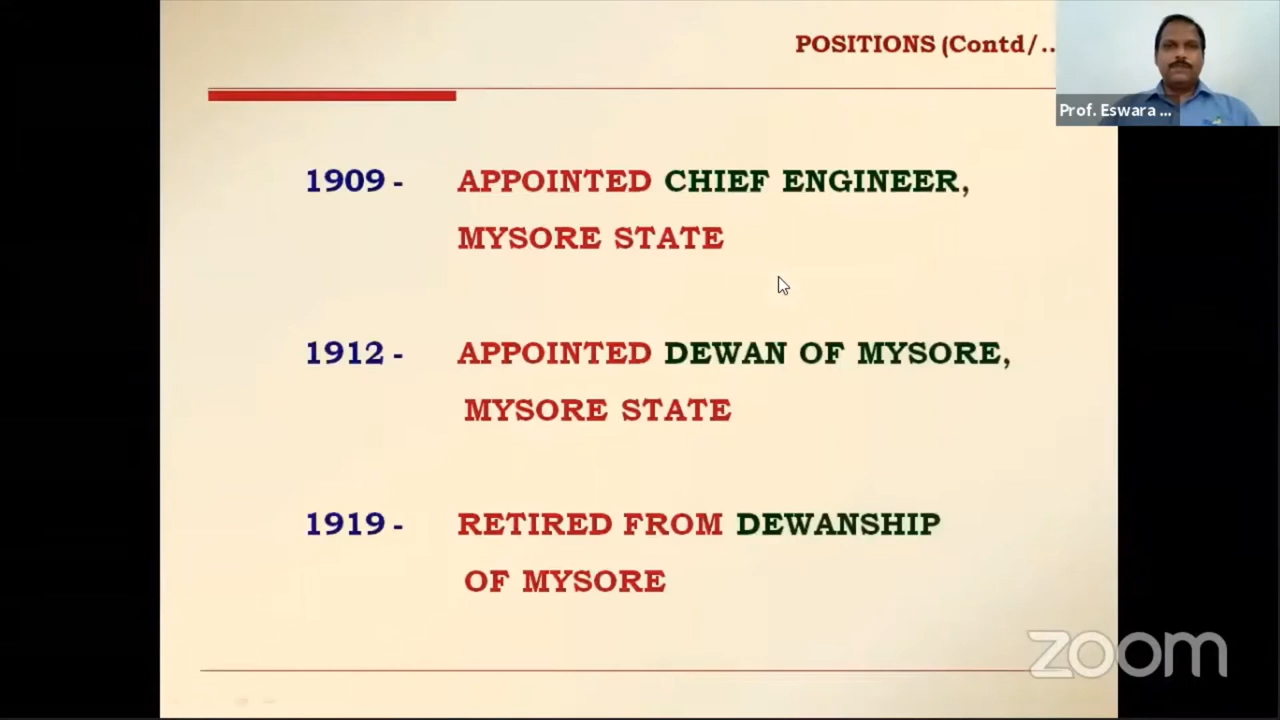 POSITIONS (Contd/..
Prof. Eswara ...
1909 - APPOINTED CHIEF ENGINEER,
MYSORE STATE
1912 - APPOINTED DEWAN OF MYSORE,
MYSORE STATE
1919 - RETIRED FROM DEWANSHIP
OF MYSORE
zoom